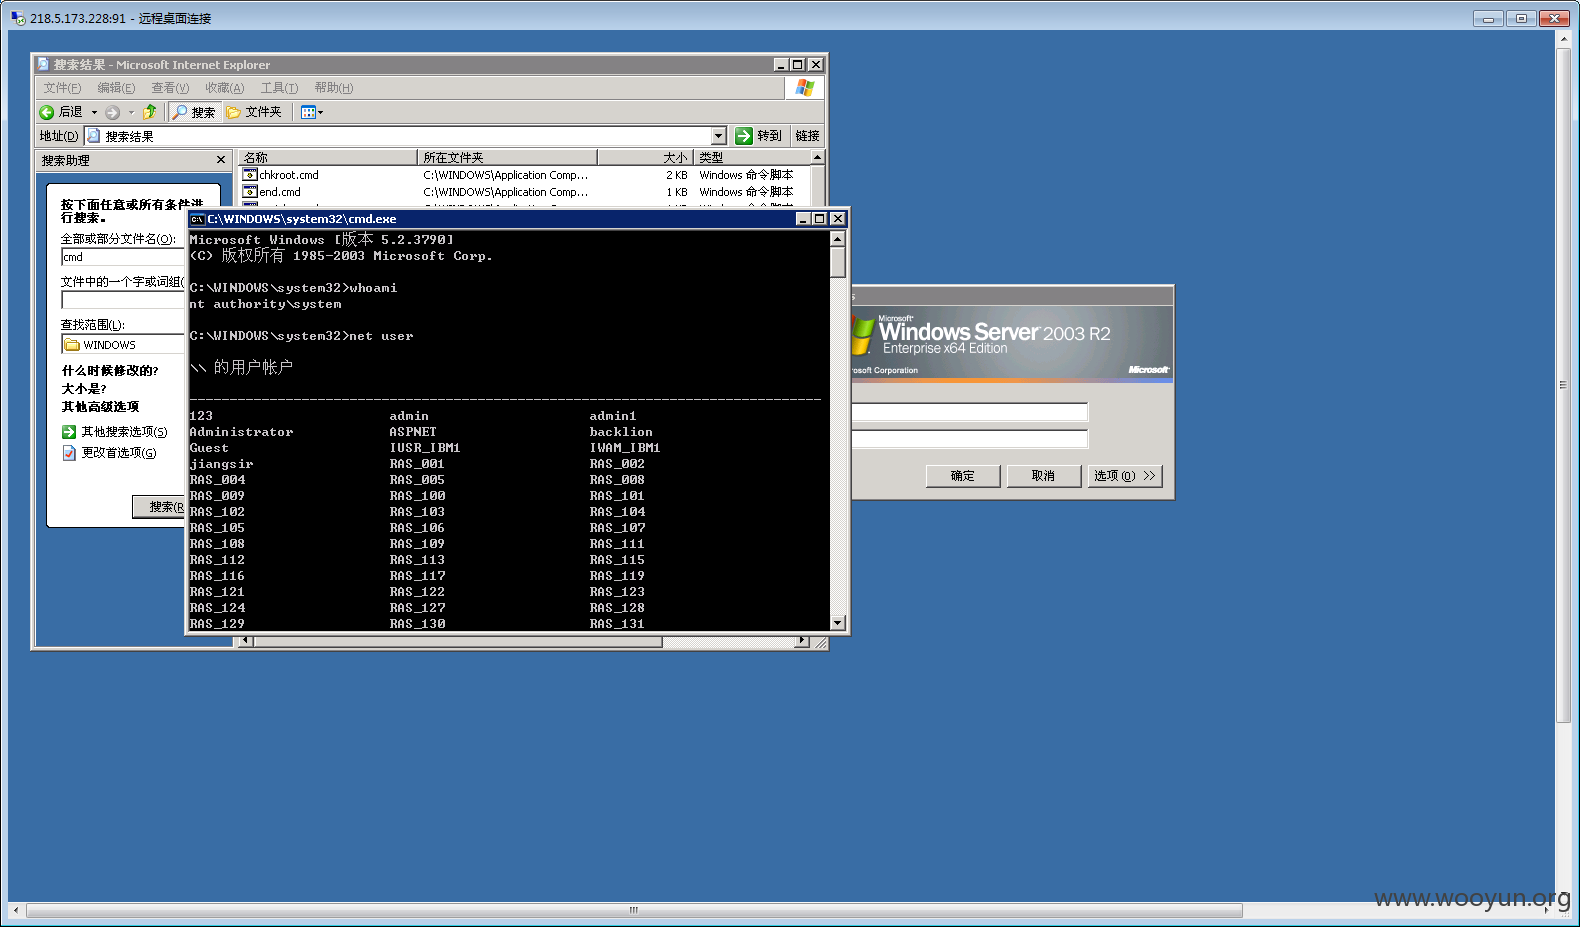 218.5.173.228:91 - 远程桌面连接
搜索结果 - Microsoft Internet Explorer
文件(F) 编辑(E) 查看(V) 收藏(A) 工具(T) 帮助(H)
后退 搜索 文件夹
地址(D) 搜索结果 转到 链接
搜索助理
名称 所在文件夹 大小 类型
chkroot.cmd C:\WINDOWS\Application Comp... 2 KB Windows 命令脚本
end.cmd C:\WINDOWS\Application Comp... 1 KB Windows 命令脚本
按下面任意或所有条件进
行搜索。
全部或部分文件名(O):
cmd
文件中的一个字或词组(
查找范围(L):
WINDOWS
什么时候修改的?
大小是?
其他高级选项
其他搜索选项(S)
更改首选项(G)
搜索(R
C:\WINDOWS\system32\cmd.exe
Microsoft Windows [版本 5.2.3790]
(C) 版权所有 1985-2003 Microsoft Corp.
C:\WINDOWS\system32>whoami
nt authority\system
C:\WINDOWS\system32>net user
\\ 的用户帐户
-------------------------------------------------------------------------------
123 admin admin1
Administrator ASPNET backlion
Guest IUSR_IBM1 IWAM_IBM1
jiangsir RAS_001 RAS_002
RAS_004 RAS_005 RAS_008
RAS_009 RAS_100 RAS_101
RAS_102 RAS_103 RAS_104
RAS_105 RAS_106 RAS_107
RAS_108 RAS_109 RAS_111
RAS_112 RAS_113 RAS_115
RAS_116 RAS_117 RAS_119
RAS_121 RAS_122 RAS_123
RAS_124 RAS_127 RAS_128
RAS_129 RAS_130 RAS_131
s
Microsoft
Windows Server 2003 R2
Enterprise x64 Edition
osoft Corporation Microsoft
确定 取消 选项(O) >>
www.wooyun.org